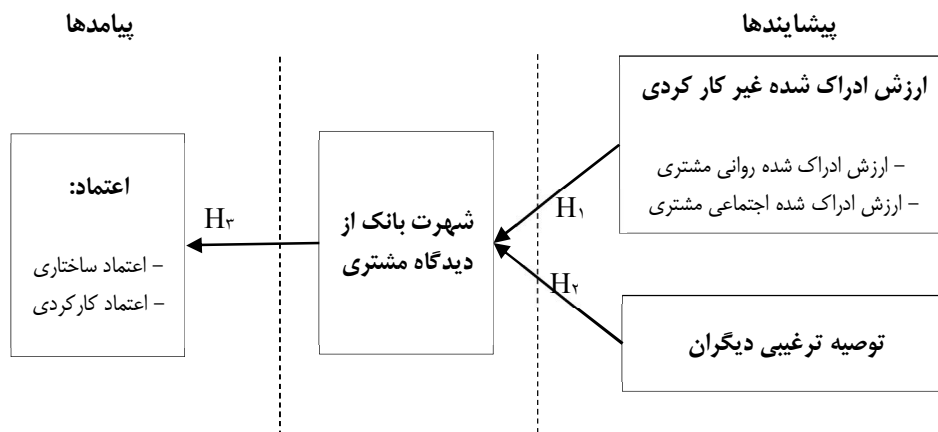 پیشایندها
پیامدها
ارزش ادراک شده غیر کار کردی
– ارزش ادراک شده روانی مشتری
– ارزش ادراک شده اجتماعی مشتری
H۱
H۲
توصیه ترغیبی دیگران
شهرت بانک از
دیدگاه مشتری
H۳
اعتماد:
– اعتماد ساختاری
– اعتماد کارکردی